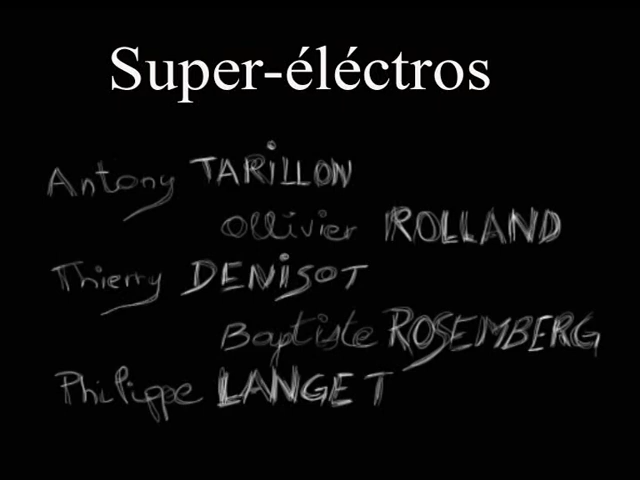 Super-éléctros
Antony TARiLLON
Ollivier ROLLAND
Thierry DENiSOT
Baptiste ROSEMBERG
Philippe LANGET